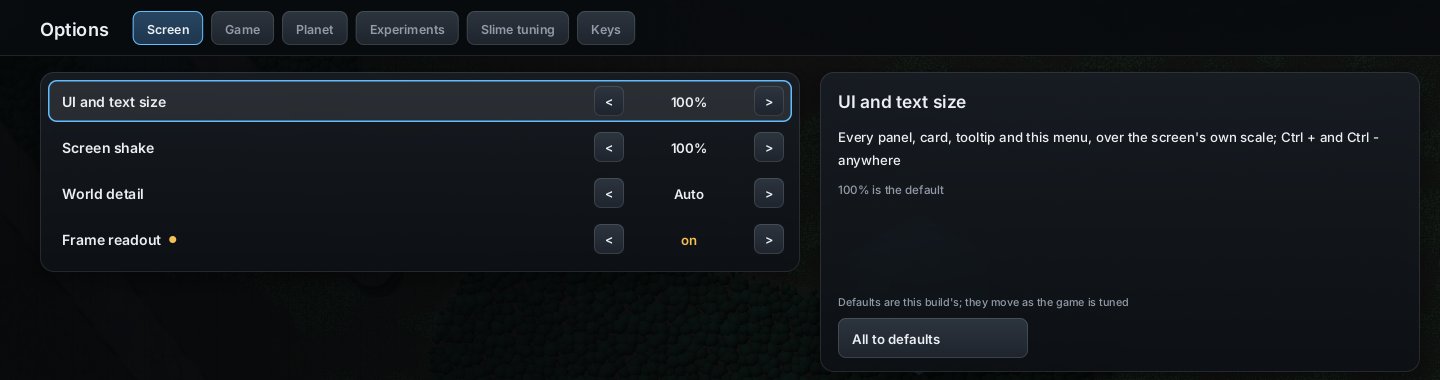 Options
Screen
Game
Planet
Experiments
Slime tuning
Keys
UI and text size
< 100% >
Screen shake
< 100% >
World detail
< Auto >
Frame readout
< on >
UI and text size
Every panel, card, tooltip and this menu, over the screen's own scale; Ctrl + and Ctrl -
anywhere
100% is the default
Defaults are this build's; they move as the game is tuned
All to defaults